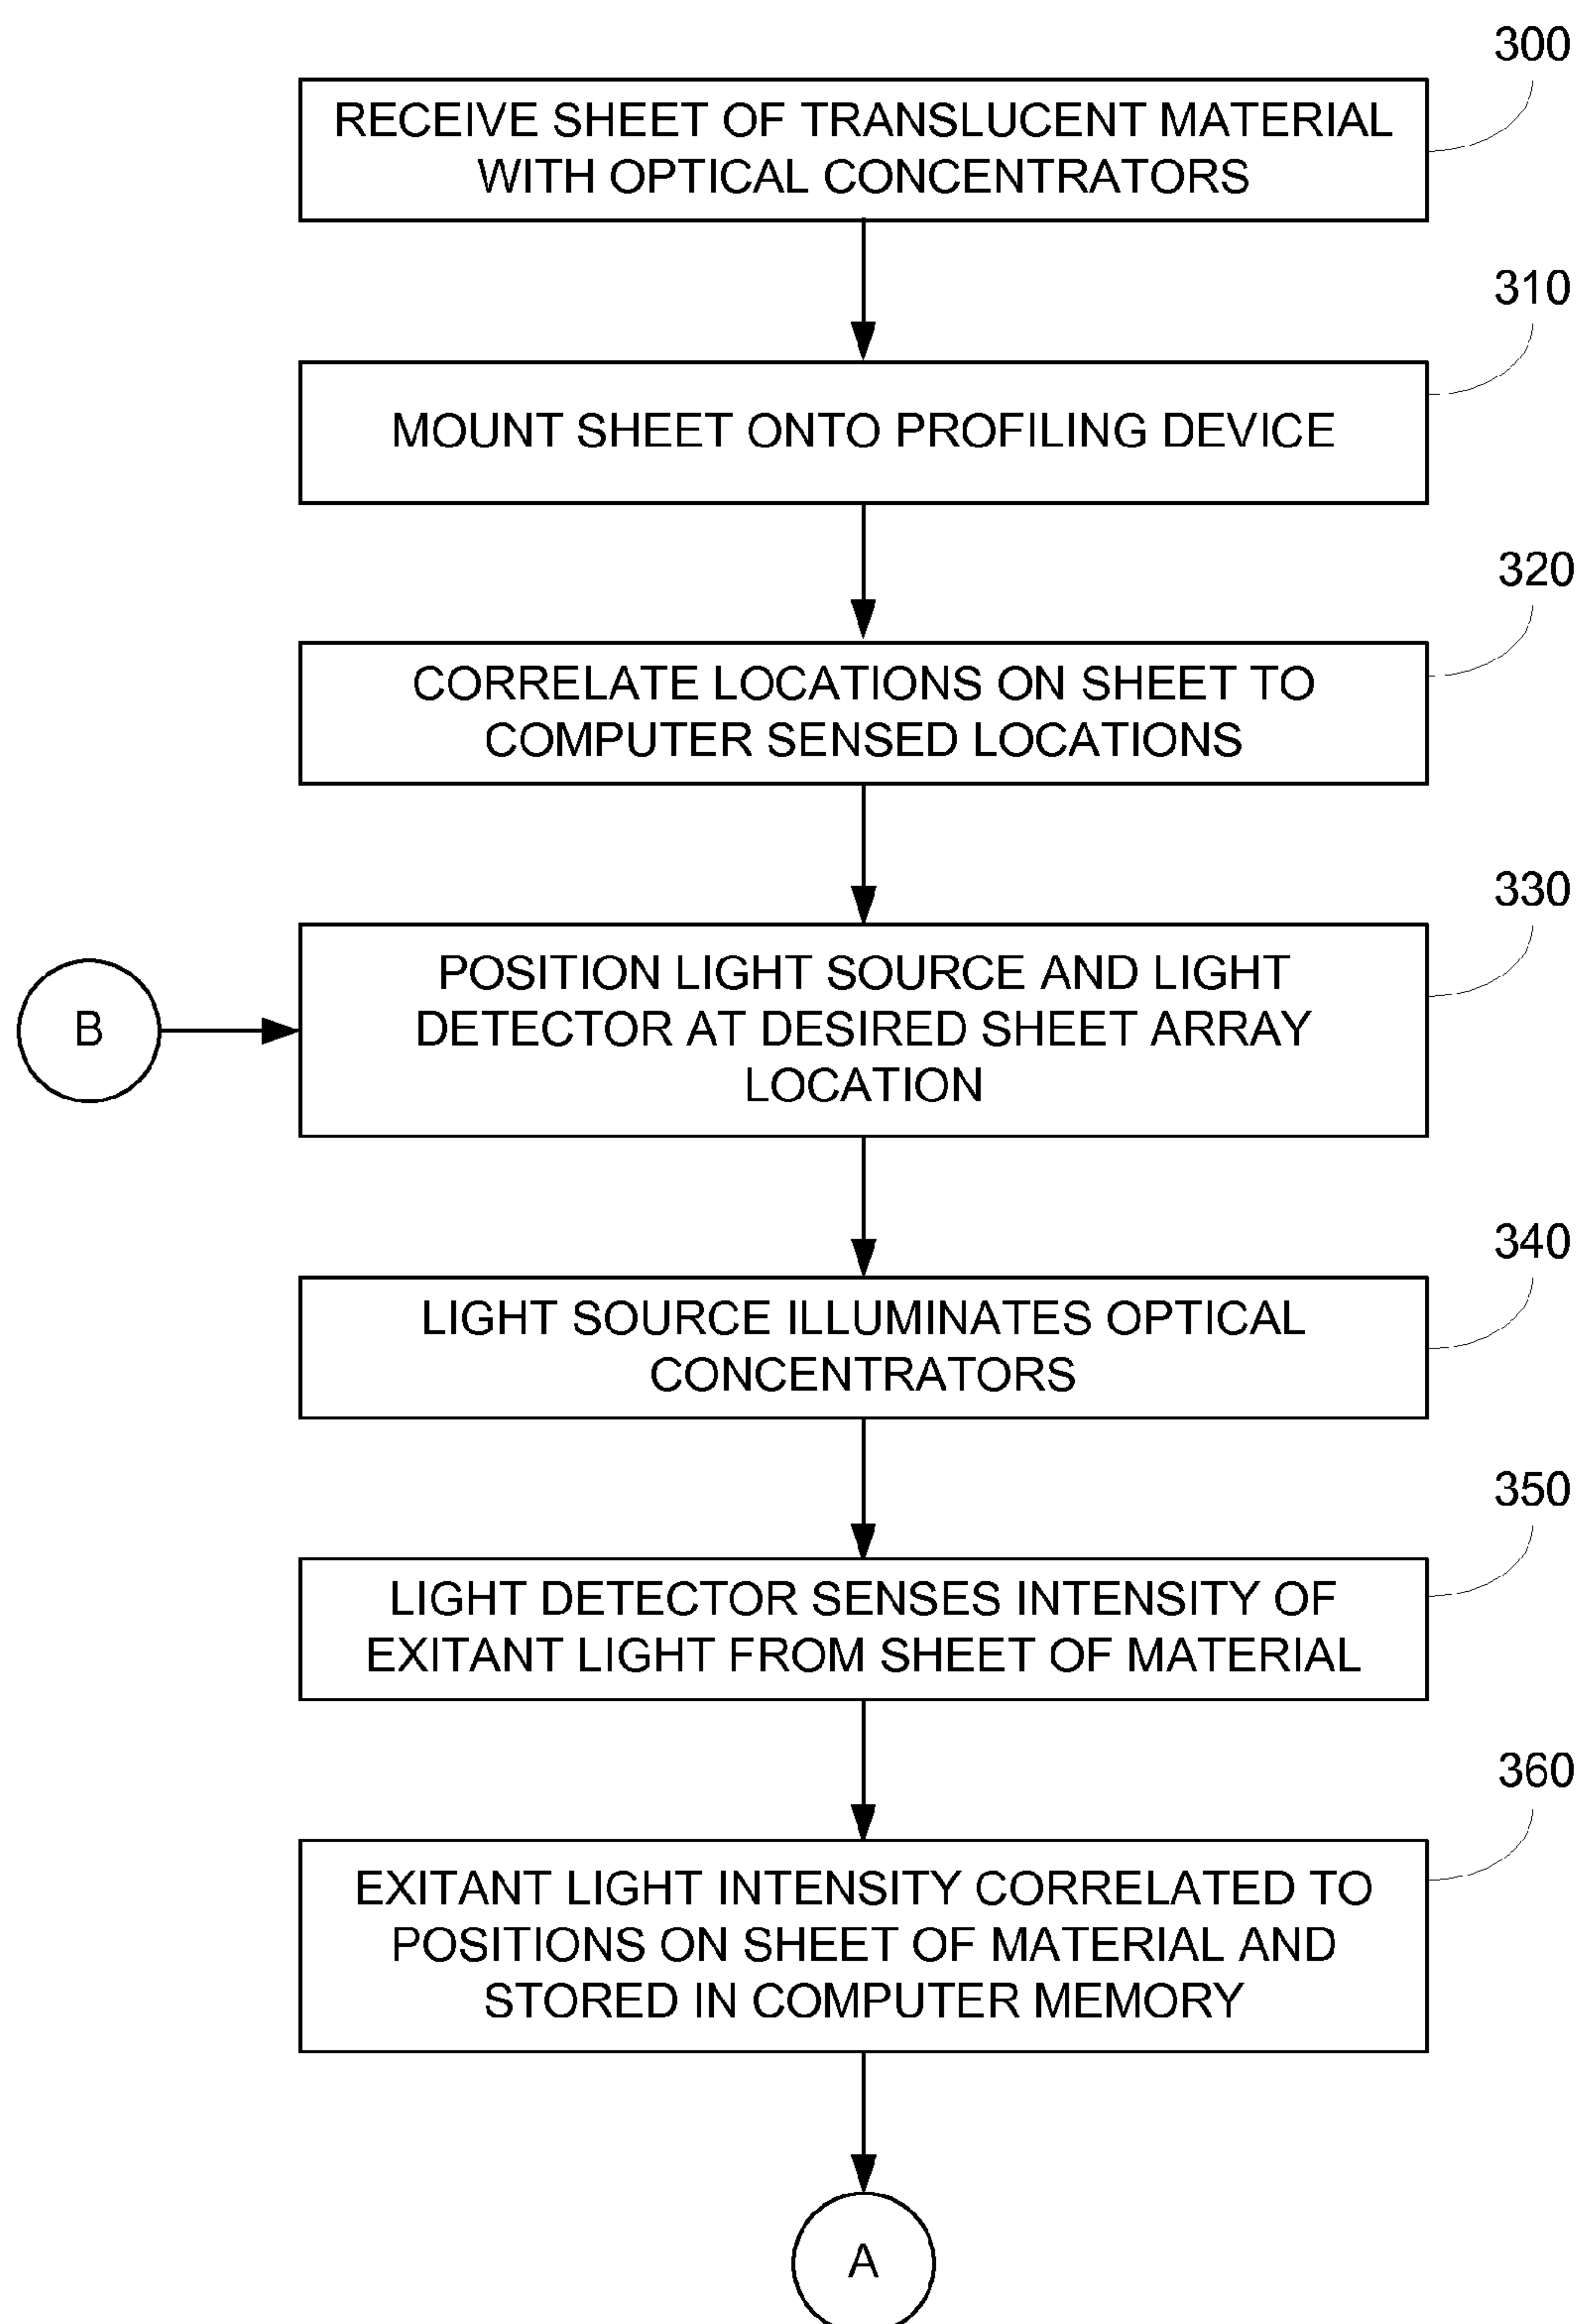 300
RECEIVE SHEET OF TRANSLUCENT MATERIAL
WITH OPTICAL CONCENTRATORS
310
MOUNT SHEET ONTO PROFILING DEVICE
320
CORRELATE LOCATIONS ON SHEET TO
COMPUTER SENSED LOCATIONS
330
B
POSITION LIGHT SOURCE AND LIGHT
DETECTOR AT DESIRED SHEET ARRAY
LOCATION
340
LIGHT SOURCE ILLUMINATES OPTICAL
CONCENTRATORS
350
LIGHT DETECTOR SENSES INTENSITY OF
EXITANT LIGHT FROM SHEET OF MATERIAL
360
EXITANT LIGHT INTENSITY CORRELATED TO
POSITIONS ON SHEET OF MATERIAL AND
STORED IN COMPUTER MEMORY
A